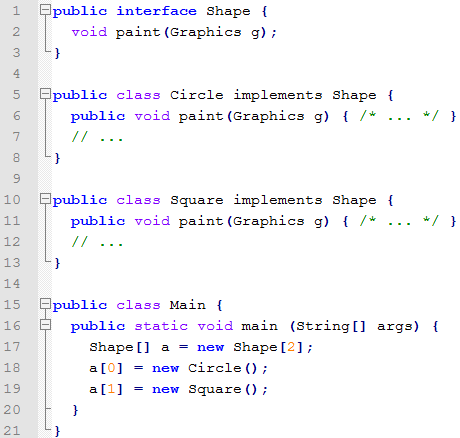 1 public interface Shape {
2   void paint(Graphics g);
3 }
4
5 public class Circle implements Shape {
6   public void paint(Graphics g) { /* ... */ }
7   // ...
8 }
9
10 public class Square implements Shape {
11   public void paint(Graphics g) { /* ... */ }
12   // ...
13 }
14
15 public class Main {
16   public static void main (String[] args) {
17     Shape[] a = new Shape[2];
18     a[0] = new Circle();
19     a[1] = new Square();
20   }
21 }